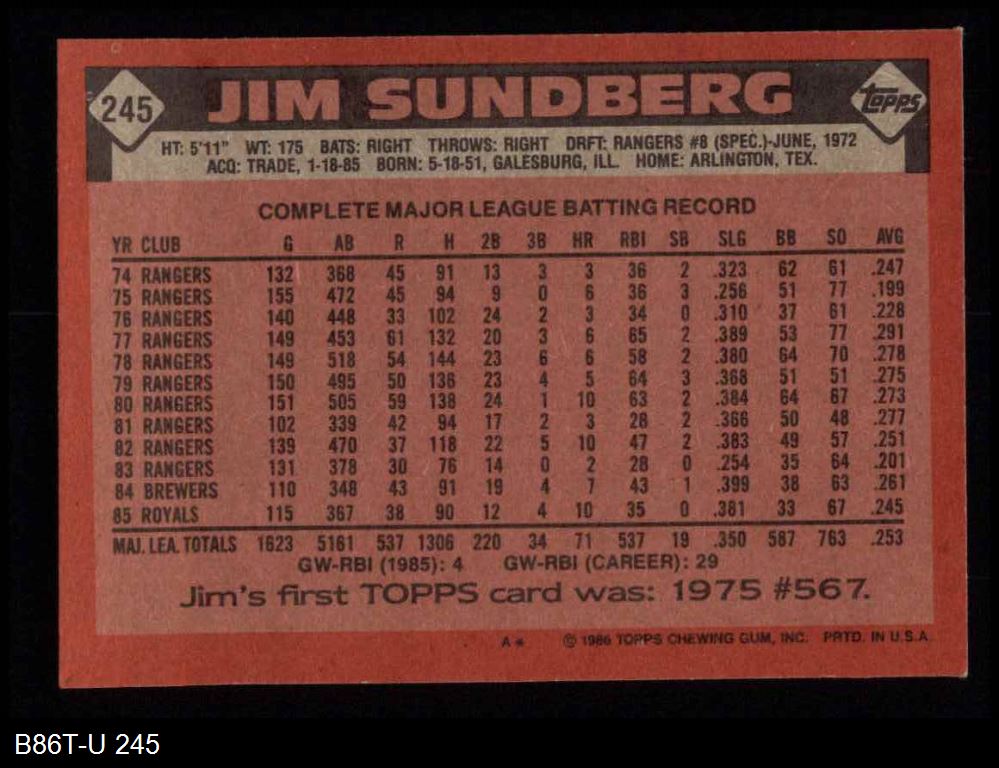 245 JIM SUNDBERG TOPPS
HT: 5'11" WT: 175 BATS: RIGHT THROWS: RIGHT DRFT: RANGERS #8 (SPEC.)-JUNE, 1972
ACQ: TRADE, 1-18-85 BORN: 5-18-51, GALESBURG, ILL. HOME: ARLINGTON, TEX.
COMPLETE MAJOR LEAGUE BATTING RECORD
YR CLUB G AB R H 2B 3B HR RBI SB SLG BB SO AVG
74 RANGERS 132 368 45 91 13 3 3 36 2 .323 62 61 .247
75 RANGERS 155 472 45 94 9 0 6 36 3 .256 51 77 .199
76 RANGERS 140 448 33 102 24 2 3 34 0 .310 37 61 .228
77 RANGERS 149 453 61 132 20 3 6 65 2 .389 53 77 .291
78 RANGERS 149 518 54 144 23 6 6 58 2 .380 64 70 .278
79 RANGERS 150 495 50 136 23 4 5 64 3 .368 51 51 .275
80 RANGERS 151 505 59 138 24 1 10 63 2 .384 64 67 .273
81 RANGERS 102 339 42 94 17 2 3 28 2 .366 50 48 .277
82 RANGERS 139 470 37 118 22 5 10 47 2 .383 49 57 .251
83 RANGERS 131 378 30 76 14 0 2 28 0 .254 35 64 .201
84 BREWERS 110 348 43 91 19 4 7 43 1 .399 38 63 .261
85 ROYALS 115 367 38 90 12 4 10 35 0 .381 33 67 .245
MAJ. LEA. TOTALS 1623 5161 537 1306 220 34 71 537 19 .350 587 763 .253
GW-RBI (1985): 4 GW-RBI (CAREER): 29
Jim's first TOPPS card was: 1975 #567.
A* © 1986 TOPPS CHEWING GUM, INC. PRTD. IN U.S.A.
B86T-U 245